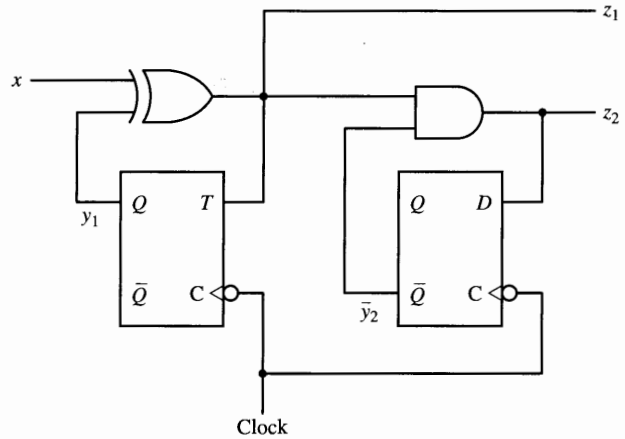 z₁
x
z₂
Q T
y₁
Q̄ C
Q D
ȳ₂
Q̄ C
Clock